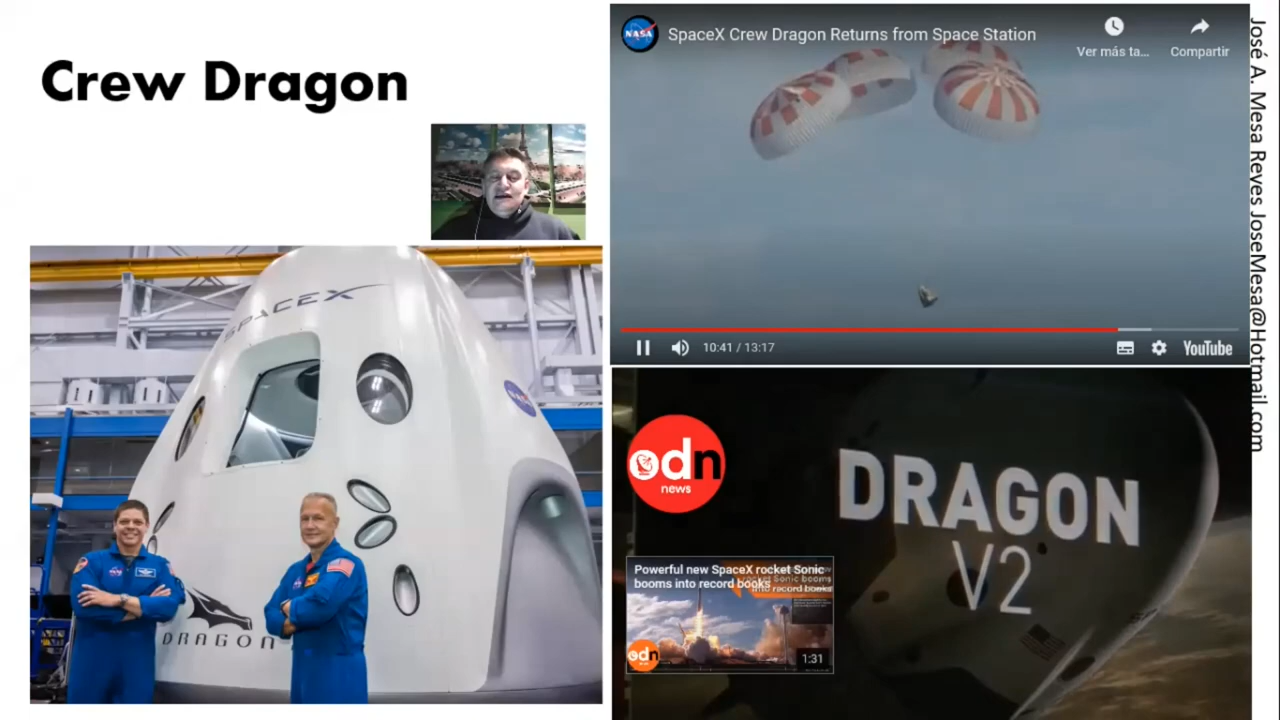 Crew Dragon
SPACEX
NASA
DRAGON
NASA
SpaceX Crew Dragon Returns from Space Station
Ver más ta...
Compartir
10:41 / 13:17
YouTube
odn
news
DRAGON
V2
Powerful new SpaceX rocket Sonic
booms into record books
odn
1:31
José A. Mesa Reyes JoseMesa@Hotmail.com